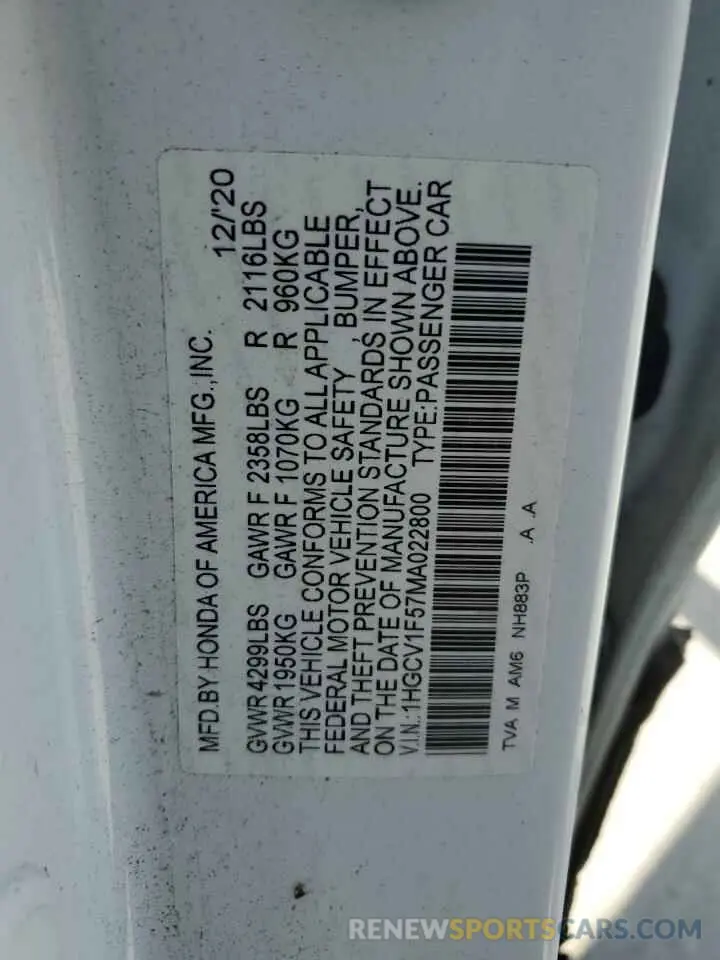 MFD.BY HONDA OF AMERICA MFG.,INC. 12/'20
GVWR 4299LBS GAWR F 2358LBS R 2116LBS
GVWR 1950KG GAWR F 1070KG R 960KG
THIS VEHICLE CONFORMS TO ALL APPLICABLE
FEDERAL MOTOR VEHICLE SAFETY , BUMPER,
AND THEFT PREVENTION STANDARDS IN EFFECT
ON THE DATE OF MANUFACTURE SHOWN ABOVE.
V.I.N.:1HGCV1F57MA022800 TYPE:PASSENGER CAR
TVA M AM6 NH883P .A .A
RENEWSPORTSCARS.COM